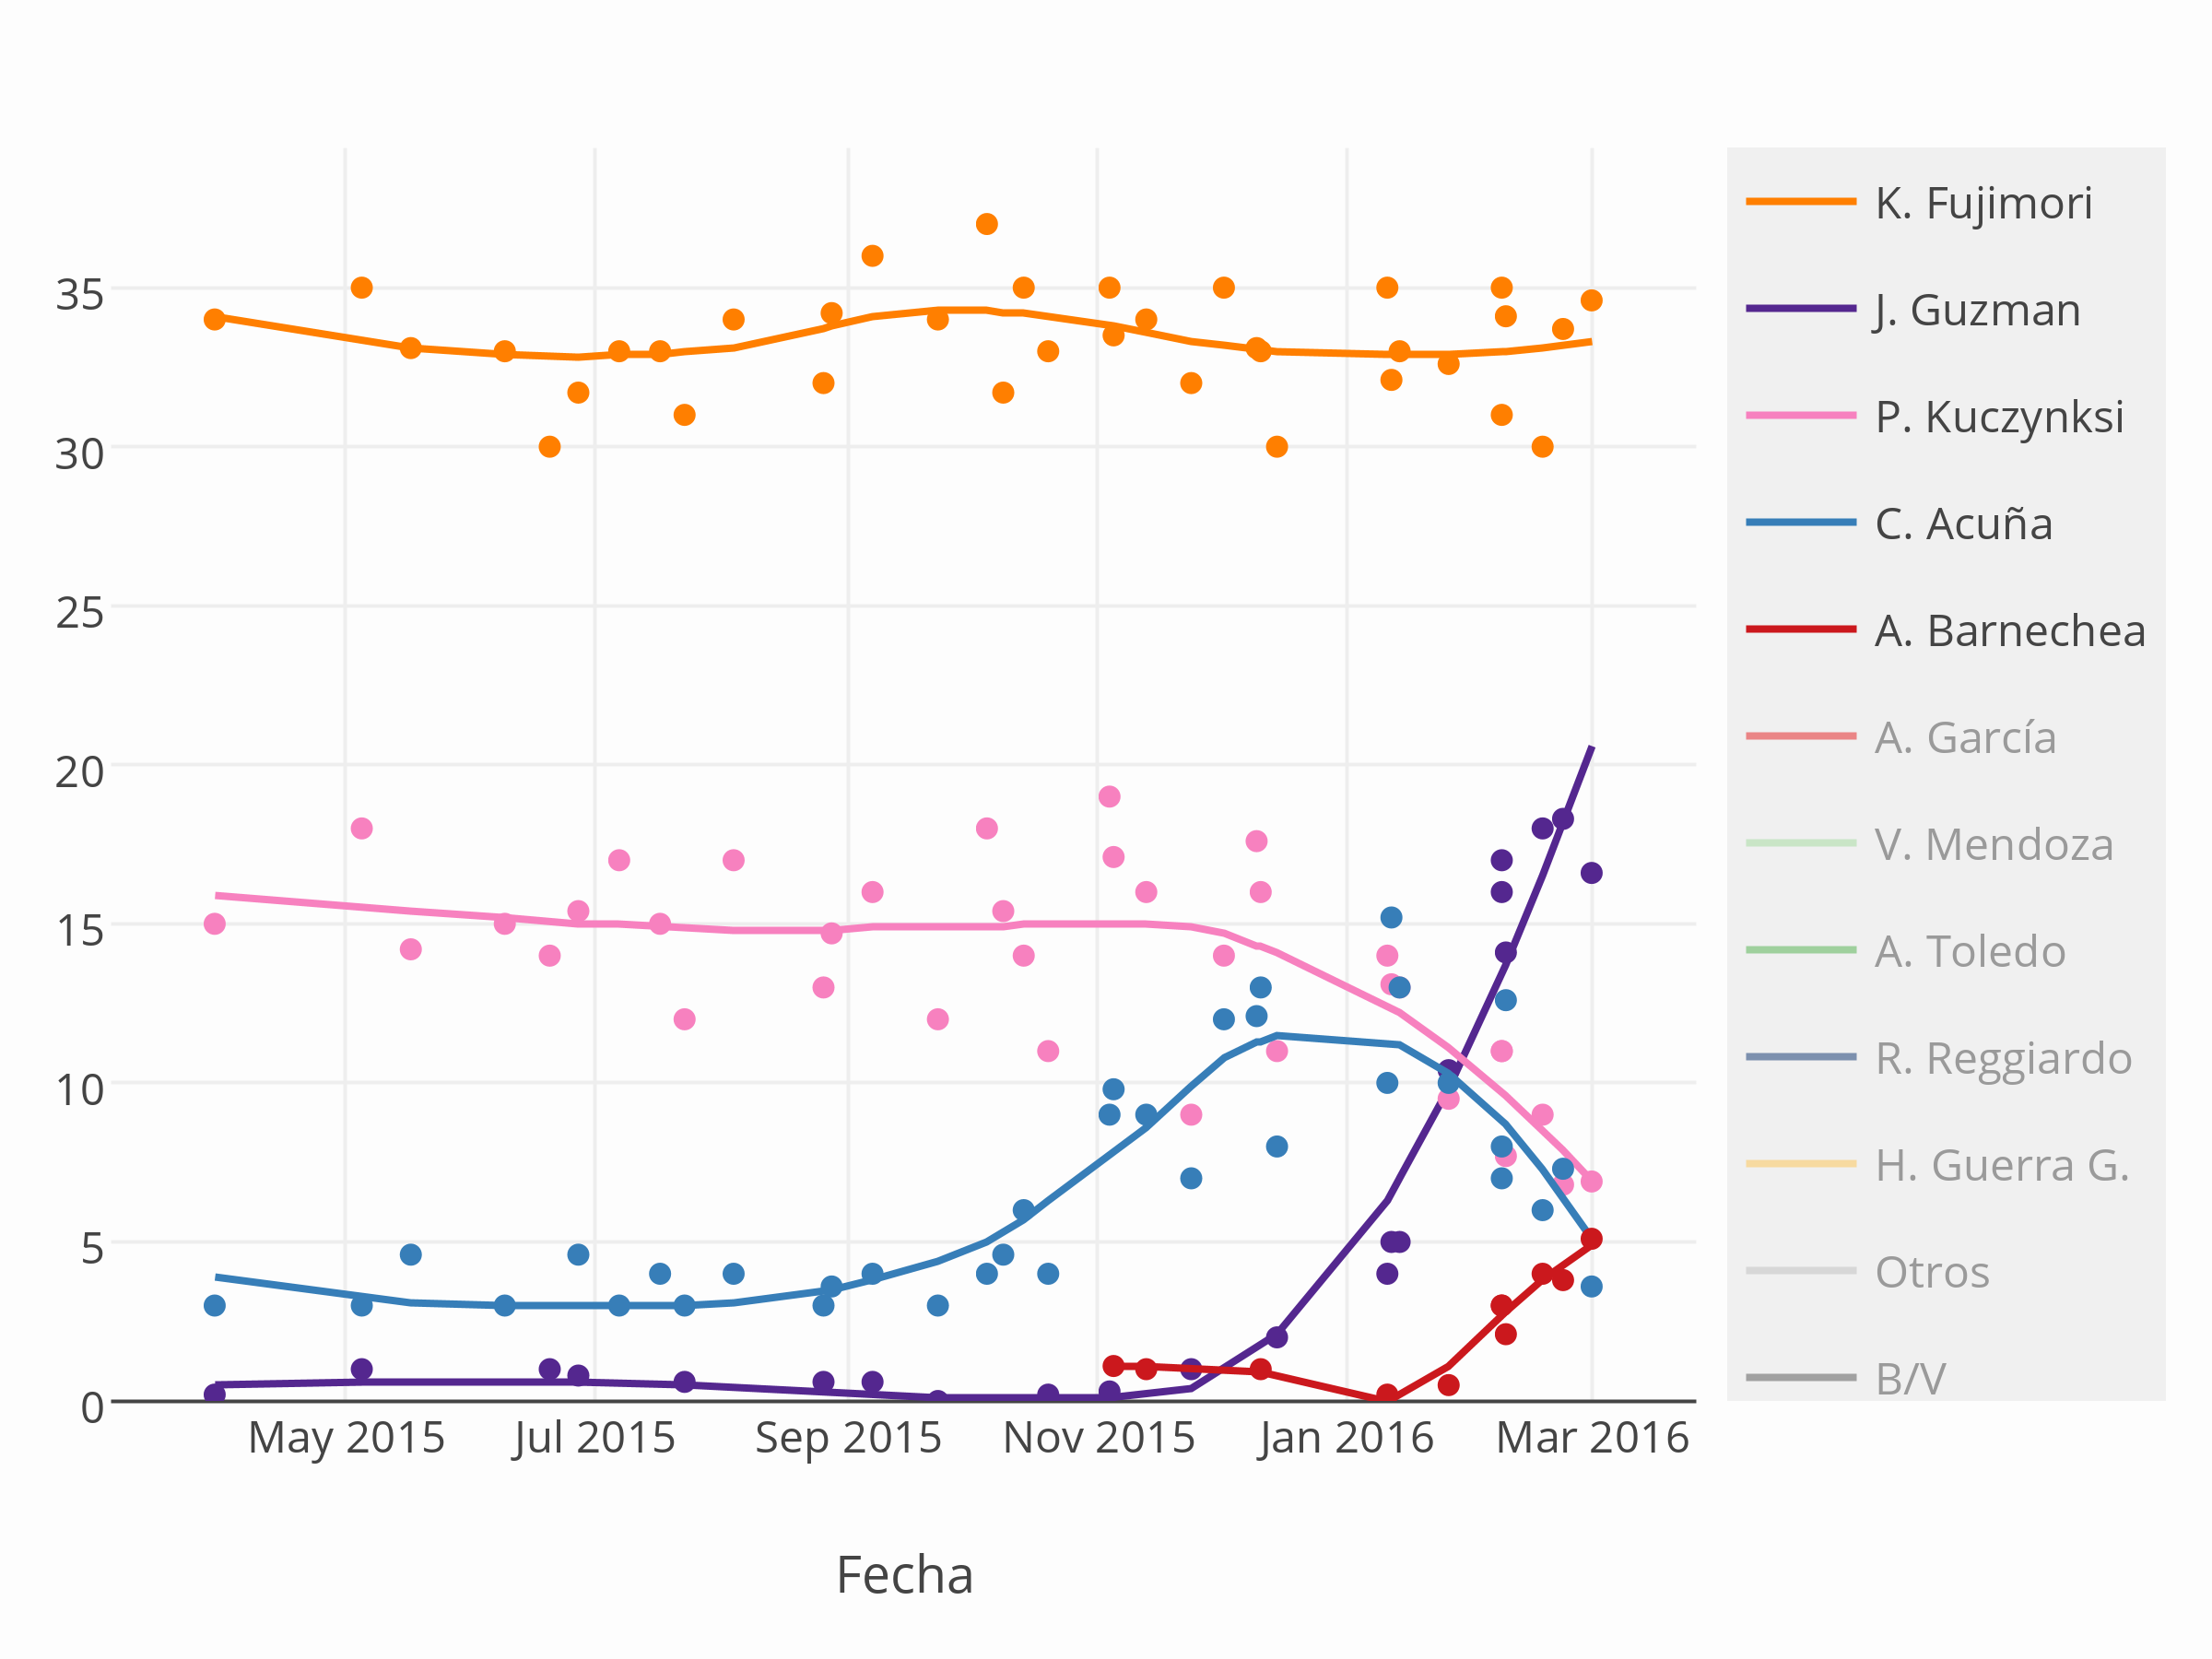 35
30
25
20
15
10
5
0
May 2015 Jul 2015 Sep 2015 Nov 2015 Jan 2016 Mar 2016
Fecha
K. Fujimori
J. Guzman
P. Kuczynksi
C. Acuña
A. Barnechea
A. García
V. Mendoza
A. Toledo
R. Reggiardo
H. Guerra G.
Otros
B/V